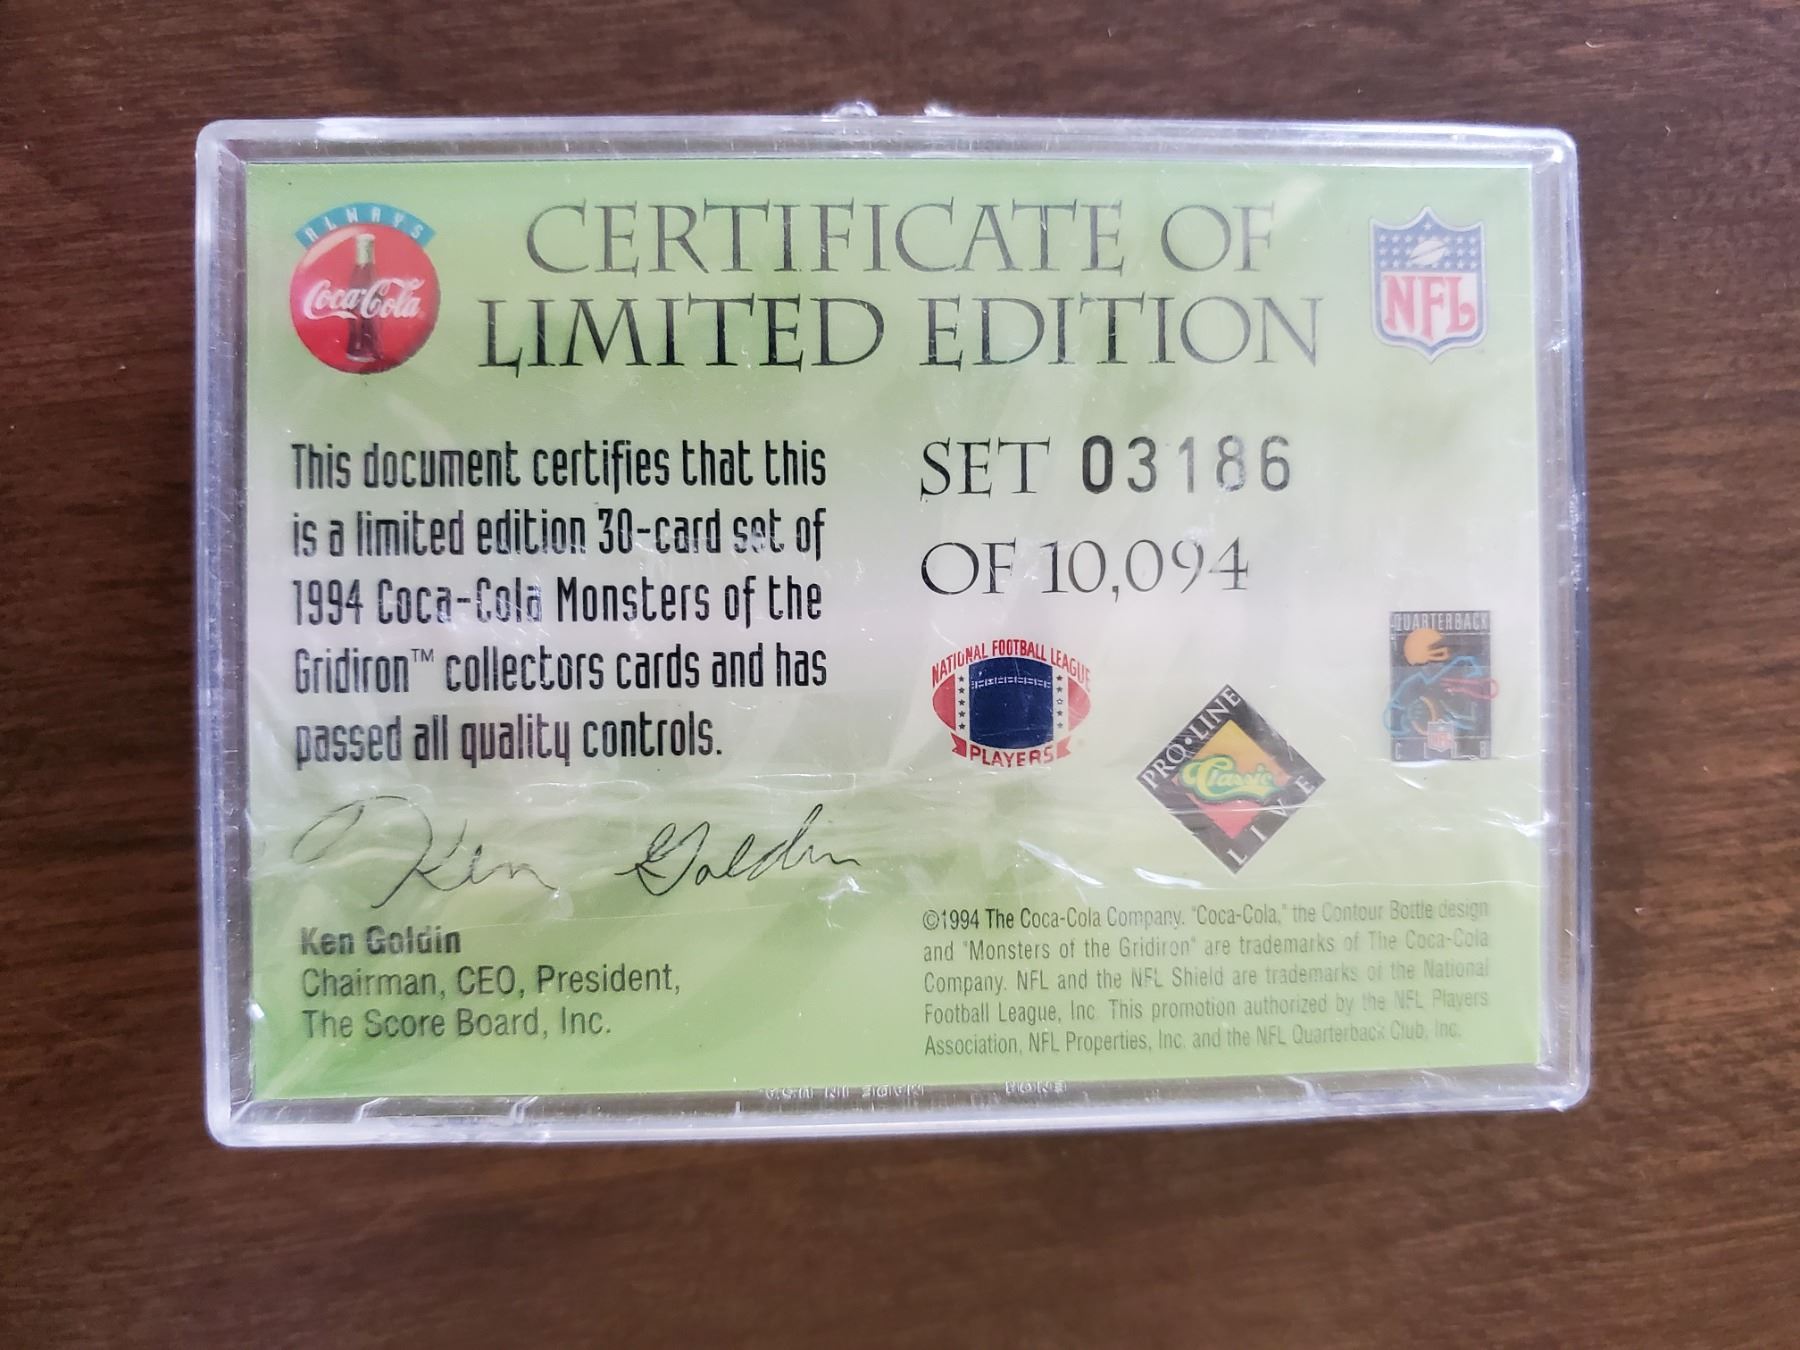 ALWAYS
Coca-Cola
CERTIFICATE OF
LIMITED EDITION
NFL
This document certifies that this
is a limited edition 30-card set of
1994 Coca-Cola Monsters of the
Gridiron™ collectors cards and has
passed all quality controls.
SET 03186
OF 10,094
NATIONAL FOOTBALL LEAGUE
PLAYERS
PRO•LINE
Classic
LIVE
QUARTERBACK
NFL
Ken Goldin
Ken Goldin
Chairman, CEO, President,
The Score Board, Inc.
©1994 The Coca-Cola Company. "Coca-Cola," the Contour Bottle design
and "Monsters of the Gridiron" are trademarks of The Coca-Cola
Company. NFL and the NFL Shield are trademarks of the National
Football League, Inc. This promotion authorized by the NFL Players
Association, NFL Properties, Inc. and the NFL Quarterback Club, Inc.